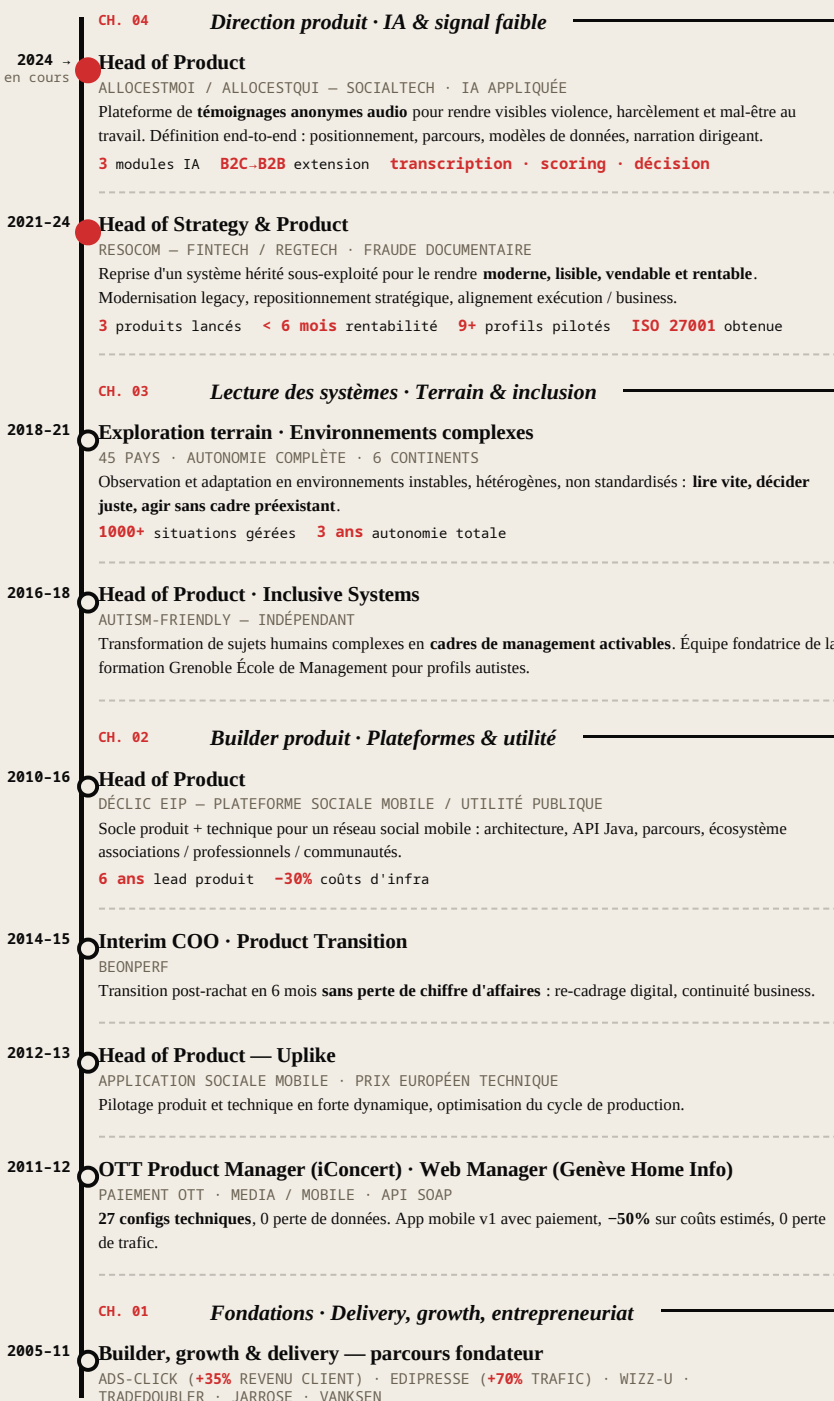 CH. 04 Direction produit · IA & signal faible
2024 →
en cours
Head of Product
ALLOCESTMOI / ALLOCESTQUI — SOCIALTECH · IA APPLIQUÉE
Plateforme de témoignages anonymes audio pour rendre visibles violence, harcèlement et mal-être au
travail. Définition end-to-end : positionnement, parcours, modèles de données, narration dirigeant.
3 modules IA B2C→B2B extension transcription · scoring · décision
2021–24 Head of Strategy & Product
RESOCOM — FINTECH / REGTECH · FRAUDE DOCUMENTAIRE
Reprise d'un système hérité sous-exploité pour le rendre moderne, lisible, vendable et rentable.
Modernisation legacy, repositionnement stratégique, alignement exécution / business.
3 produits lancés < 6 mois rentabilité 9+ profils pilotés ISO 27001 obtenue
CH. 03 Lecture des systèmes · Terrain & inclusion
2018–21 Exploration terrain · Environnements complexes
45 PAYS · AUTONOMIE COMPLÈTE · 6 CONTINENTS
Observation et adaptation en environnements instables, hétérogènes, non standardisés : lire vite, décider
juste, agir sans cadre préexistant.
1000+ situations gérées 3 ans autonomie totale
2016–18 Head of Product · Inclusive Systems
AUTISM-FRIENDLY — INDÉPENDANT
Transformation de sujets humains complexes en cadres de management activables. Équipe fondatrice de la
formation Grenoble École de Management pour profils autistes.
CH. 02 Builder produit · Plateformes & utilité
2010–16 Head of Product
DÉCLIC EIP — PLATEFORME SOCIALE MOBILE / UTILITÉ PUBLIQUE
Socle produit + technique pour un réseau social mobile : architecture, API Java, parcours, écosystème
associations / professionnels / communautés.
6 ans lead produit −30% coûts d'infra
2014–15 Interim COO · Product Transition
BEONPERF
Transition post-rachat en 6 mois sans perte de chiffre d'affaires : re-cadrage digital, continuité business.
2012–13 Head of Product — Uplike
APPLICATION SOCIALE MOBILE · PRIX EUROPÉEN TECHNIQUE
Pilotage produit et technique en forte dynamique, optimisation du cycle de production.
2011–12 OTT Product Manager (iConcert) · Web Manager (Genève Home Info)
PAIEMENT OTT · MEDIA / MOBILE · API SOAP
27 configs techniques, 0 perte de données. App mobile v1 avec paiement, −50% sur coûts estimés, 0 perte
de trafic.
CH. 01 Fondations · Delivery, growth, entrepreneuriat
2005–11 Builder, growth & delivery — parcours fondateur
ADS-CLICK (+35% REVENU CLIENT) · EDIPRESSE (+70% TRAFIC) · WIZZ-U ·
TRADEDOUBLER · JARROSE · VANKSEN